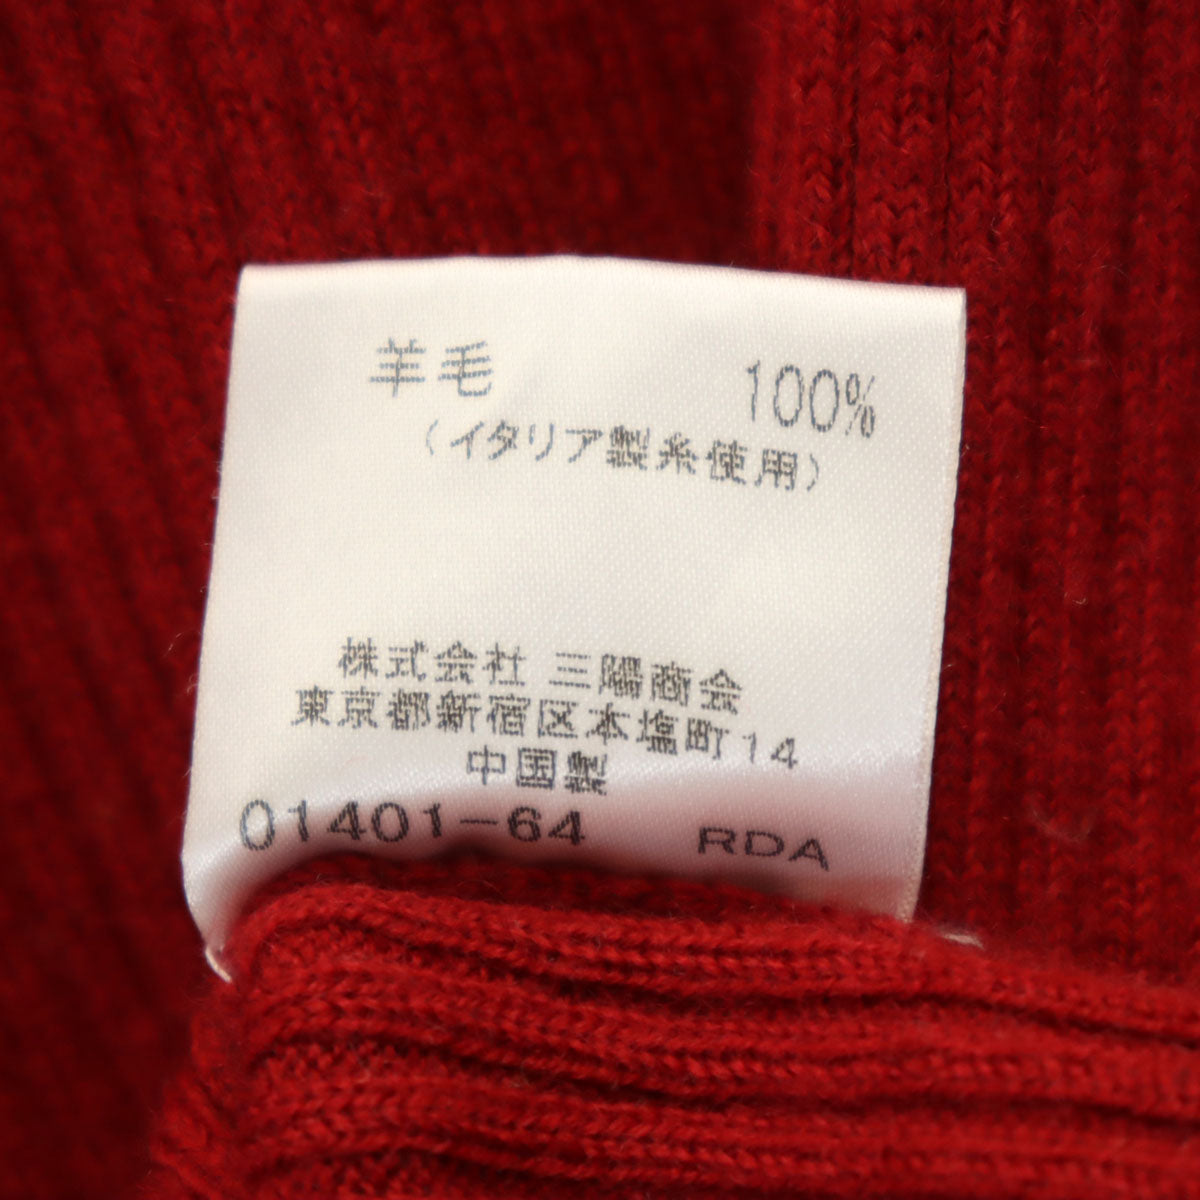 羊毛 100%
（イタリア製糸使用）
株式会社 三陽商会
東京都新宿区本塩町14
中国製
01401-64 RDA